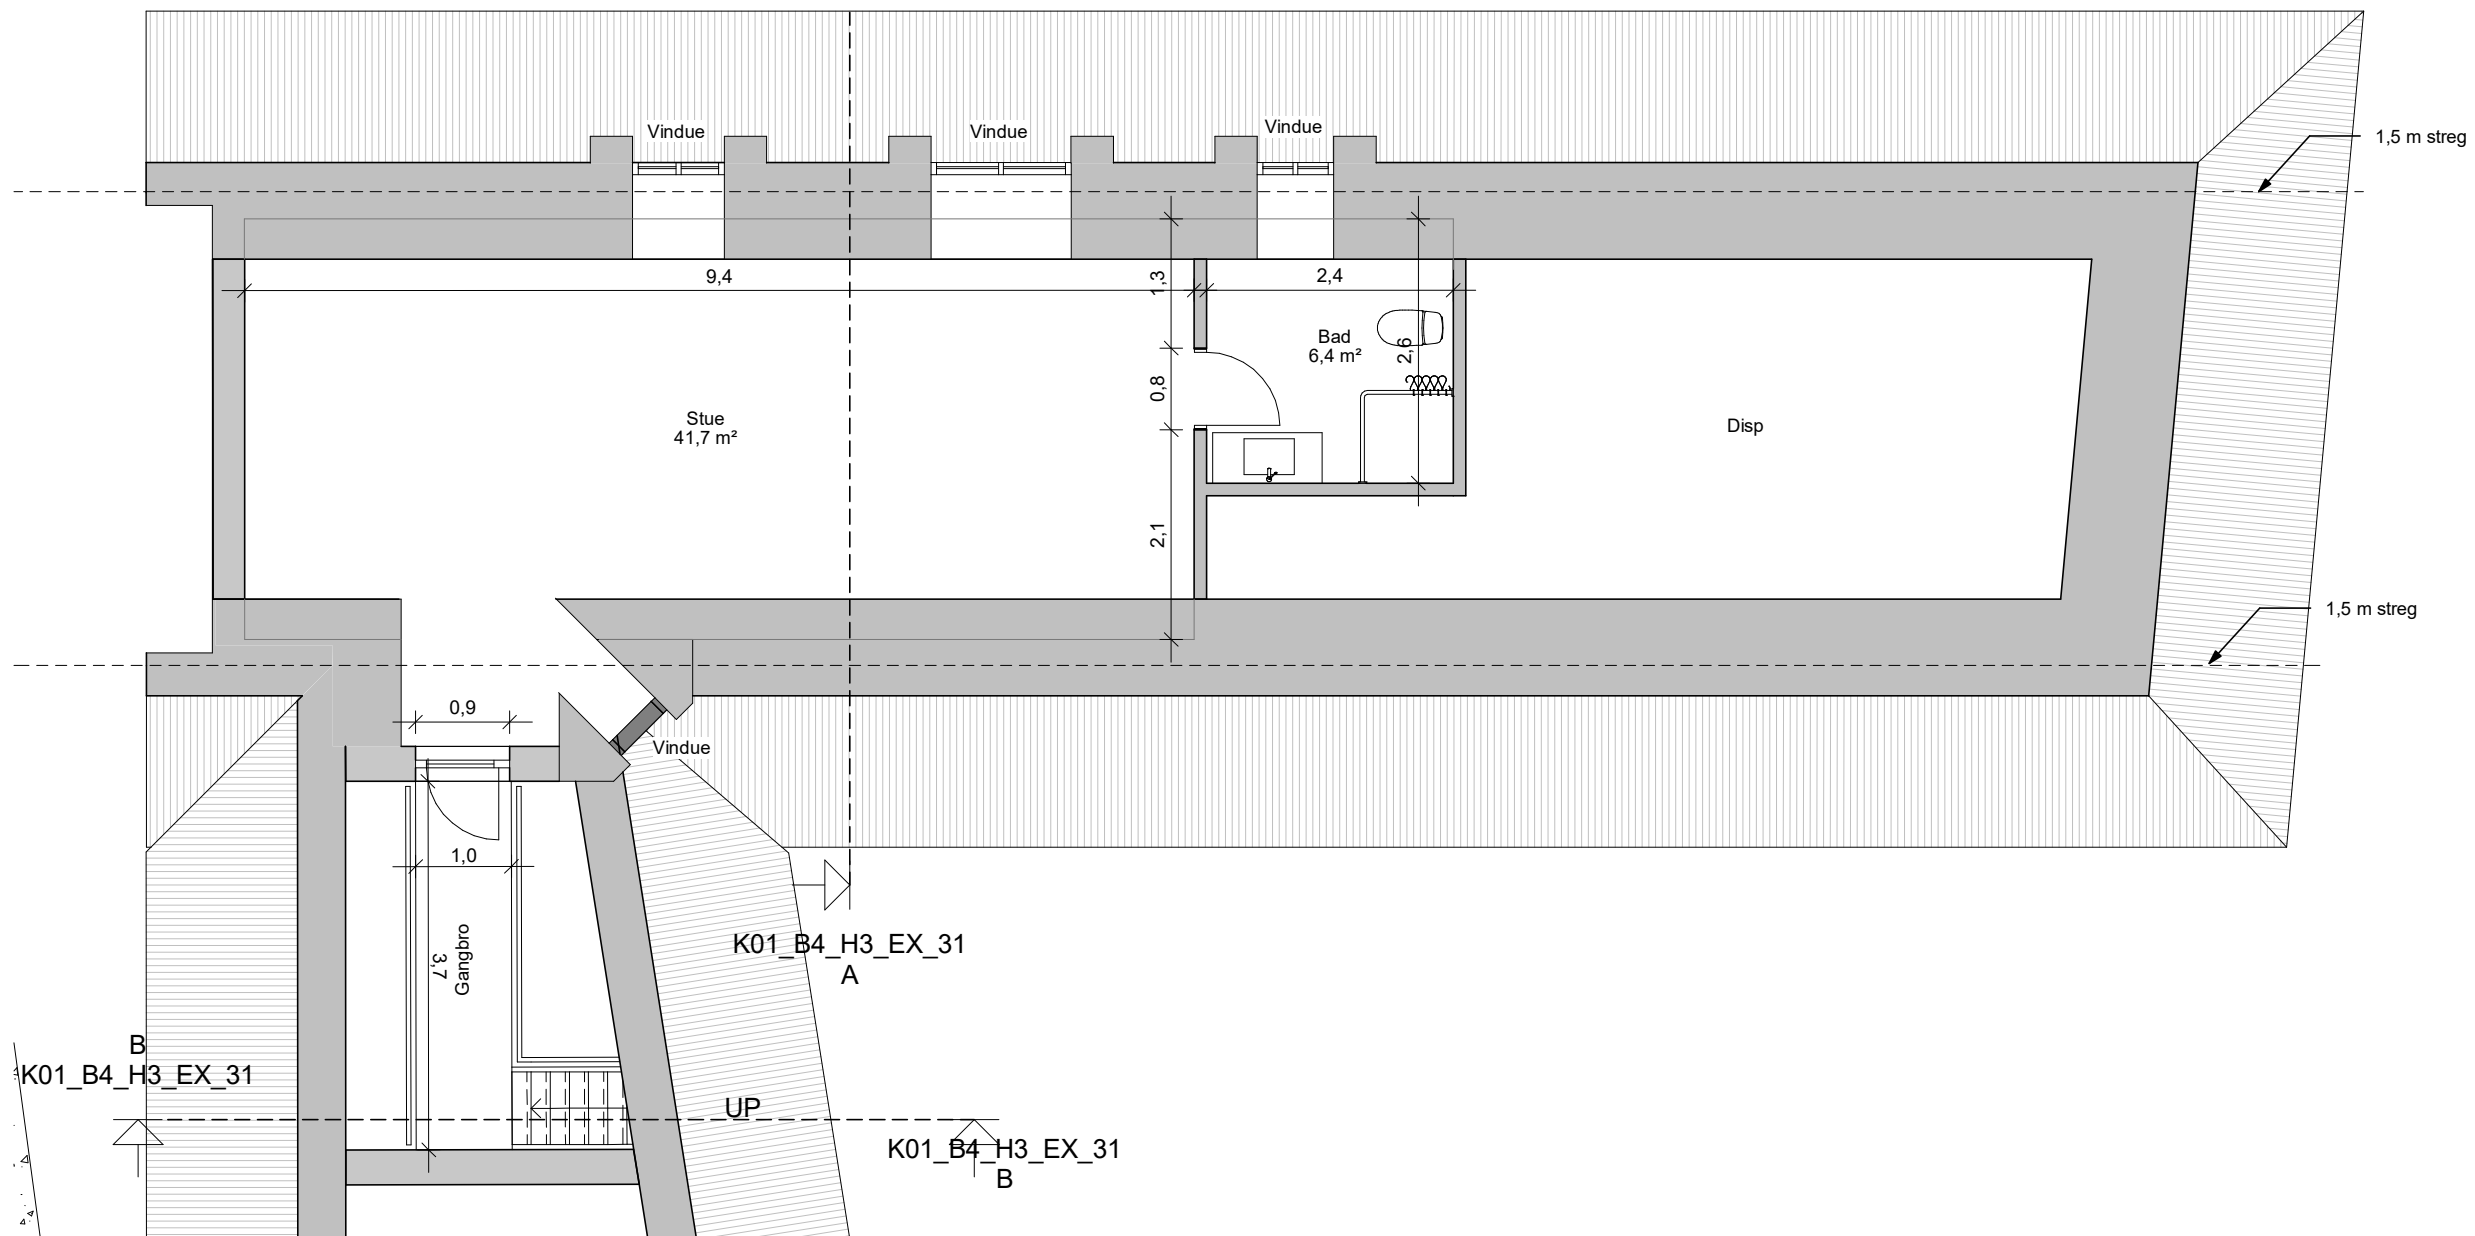 Vindue
Vindue
Vindue
1,5 m streg
9,4
1,3
2,4
Bad
6,4 m²
2,6
0,8
Stue
41,7 m²
Disp
2,1
1,5 m streg
0,9
Vindue
1,0
3,7
Gangbro
K01_B4_H3_EX_31
A
B
K01_B4_H3_EX_31
UP
K01_B4_H3_EX_31
B